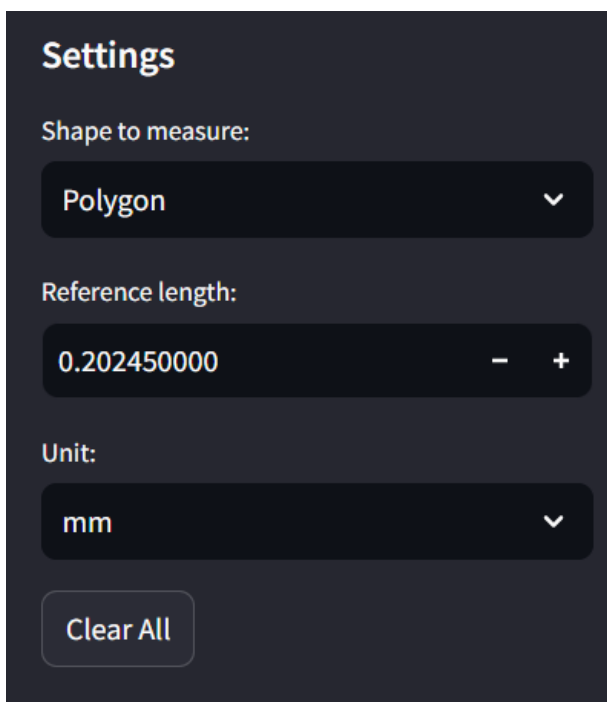 Settings
Shape to measure:
Polygon
Reference length:
0.202450000
Unit:
mm
Clear All